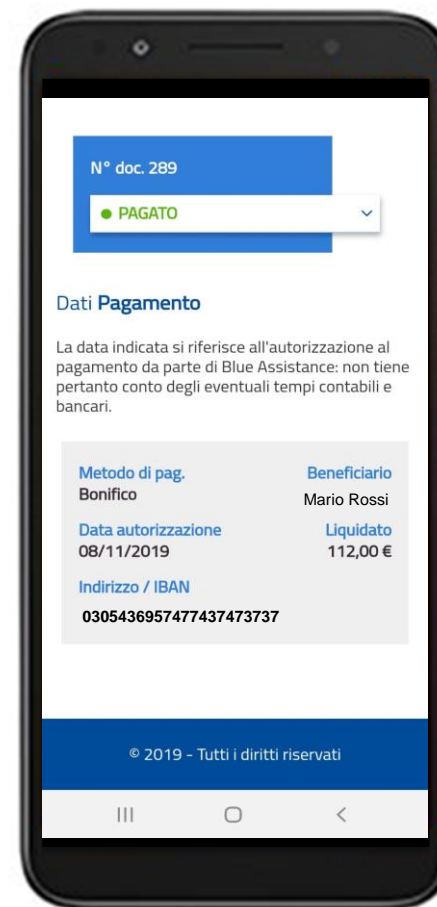 N° doc. 289
PAGATO
Dati Pagamento
La data indicata si riferisce all'autorizzazione al
pagamento da parte di Blue Assistance: non tiene
pertanto conto degli eventuali tempi contabili e
bancari.
Metodo di pag. Beneficiario
Bonifico Mario Rossi
Data autorizzazione Liquidato
08/11/2019 112,00 €
Indirizzo / IBAN
0305436957477437473737
© 2019 - Tutti i diritti riservati